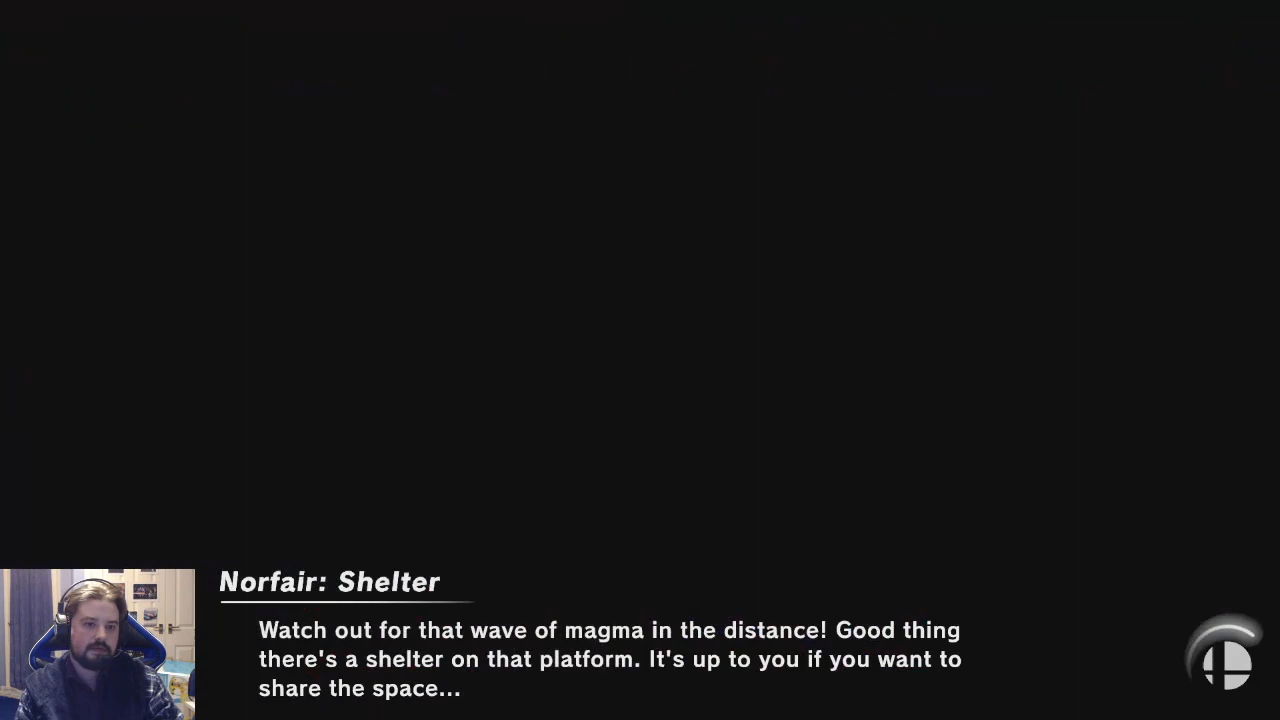 Norfair: Shelter
Watch out for that wave of magma in the distance! Good thing
there's a shelter on that platform. It's up to you if you want to
share the space...